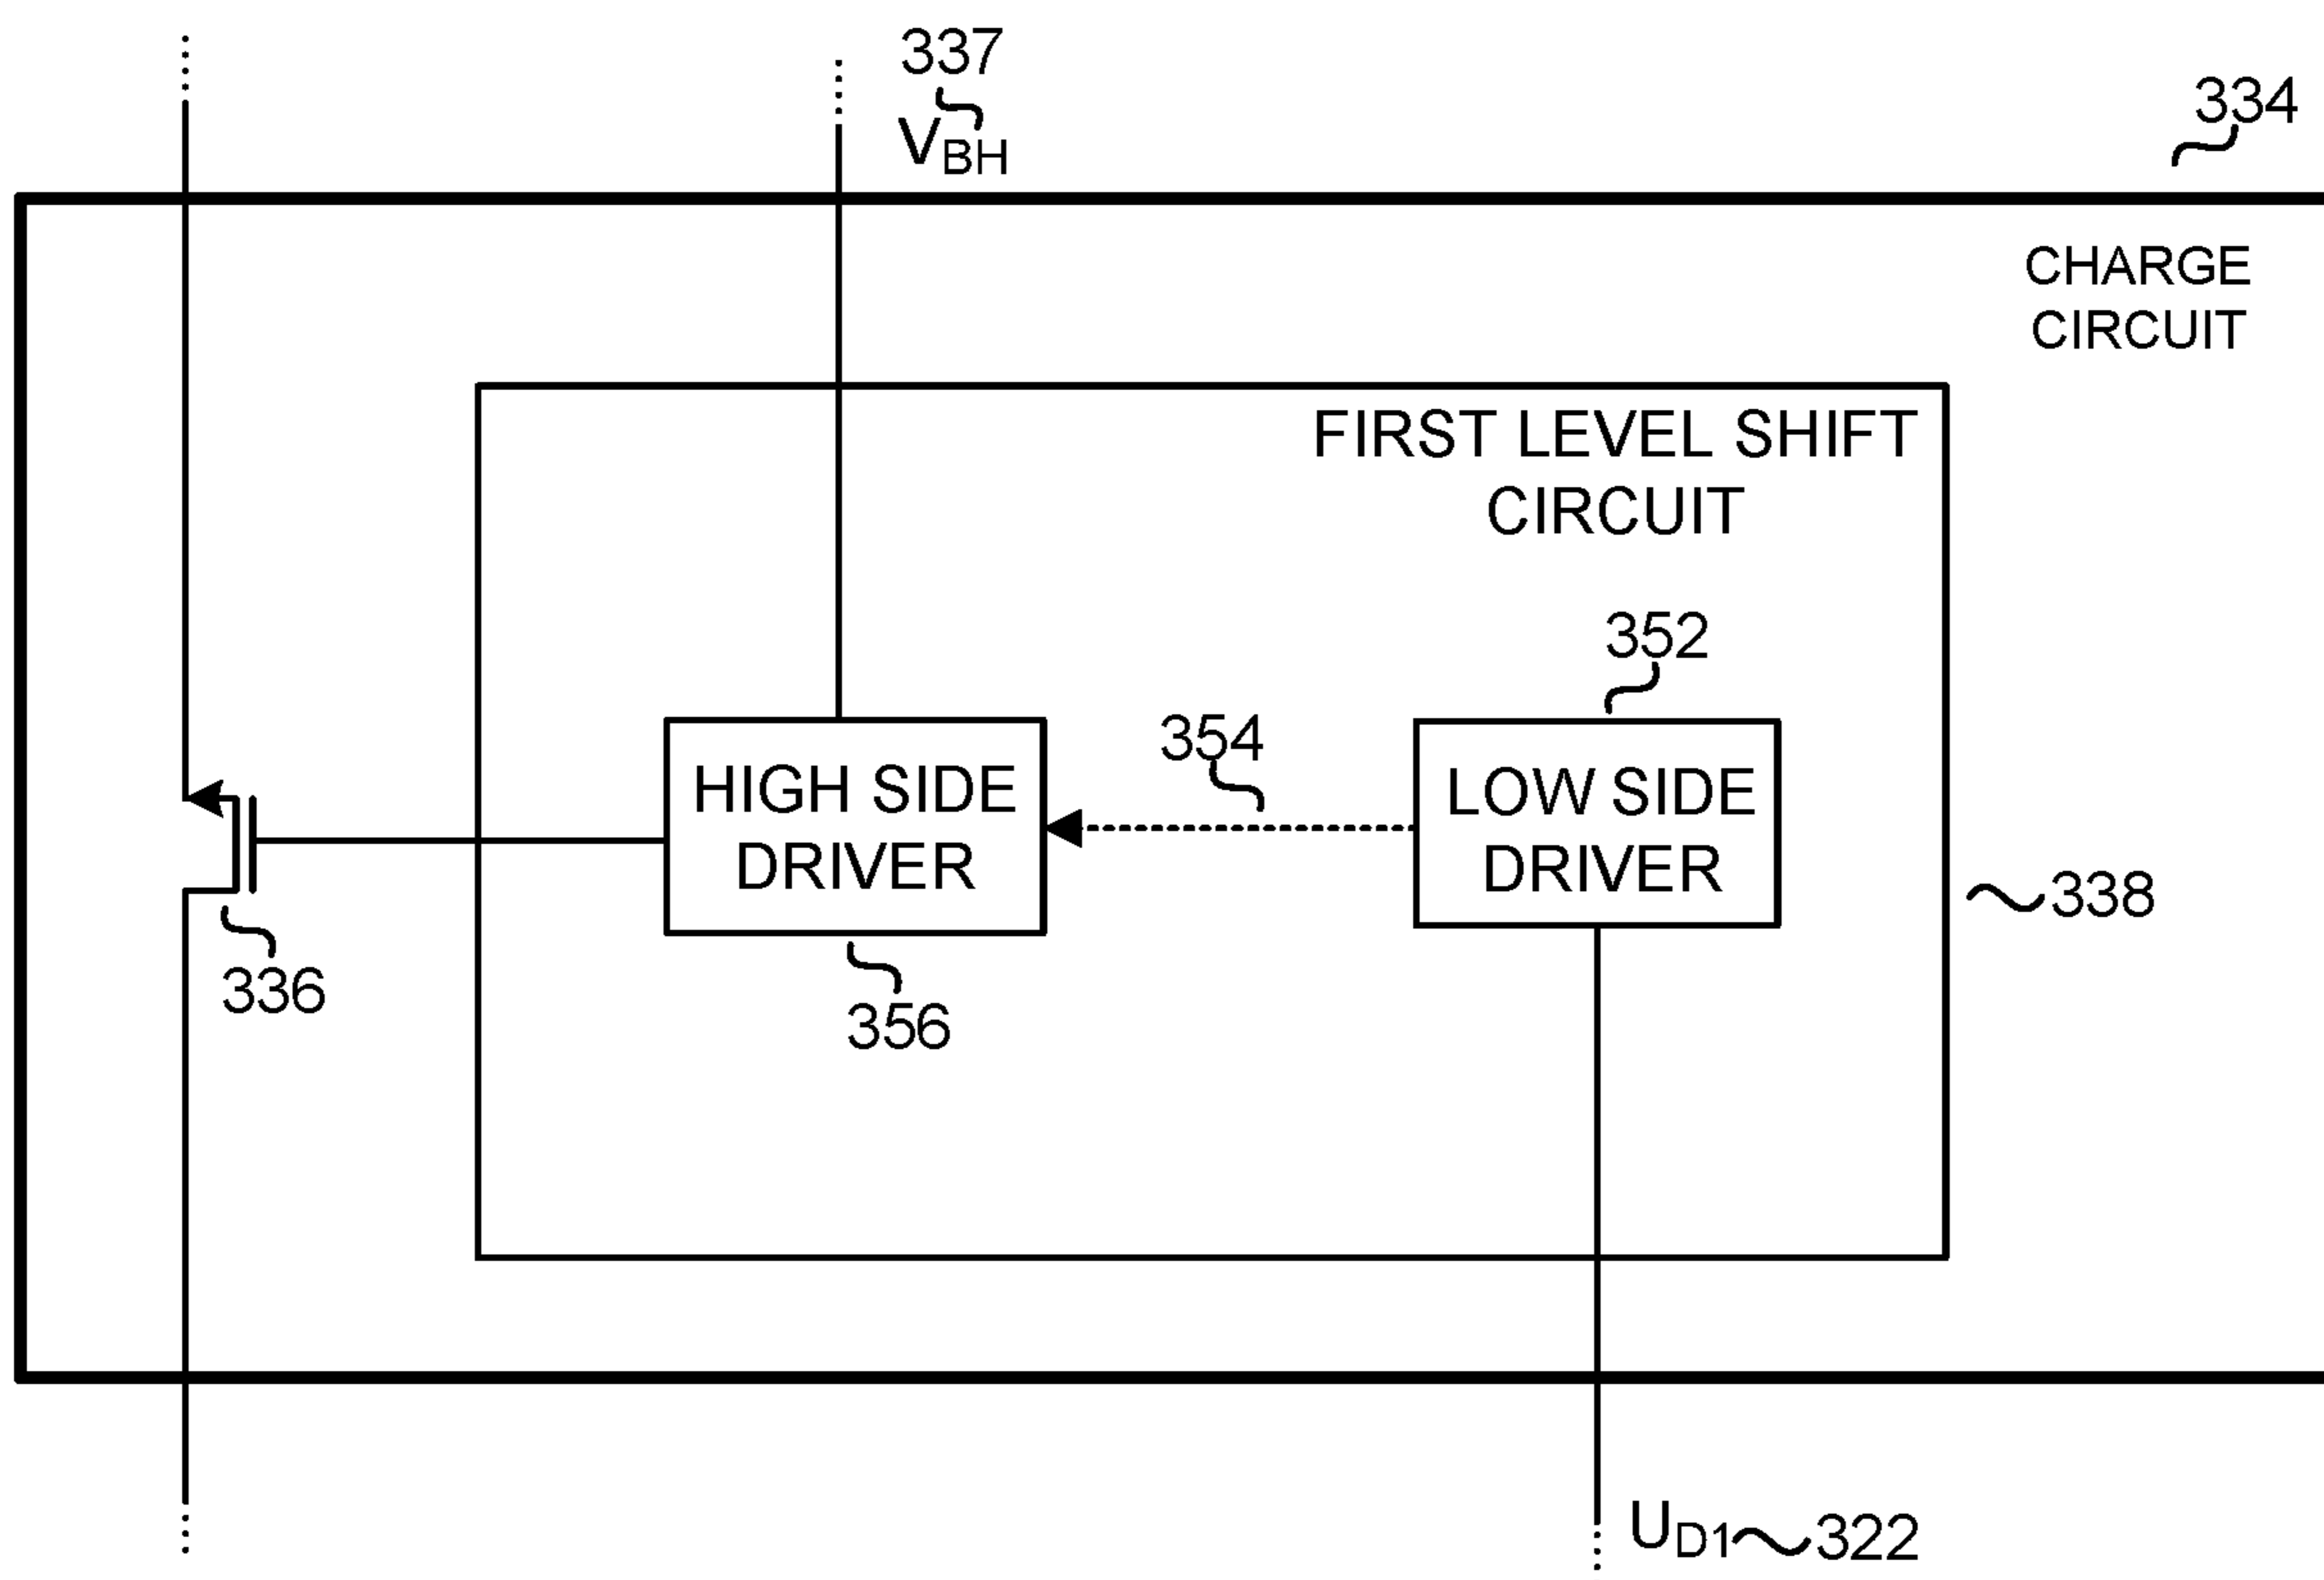 337
V_BH
334
CHARGE
CIRCUIT
FIRST LEVEL SHIFT
CIRCUIT
352
354
HIGH SIDE
DRIVER
LOW SIDE
DRIVER
338
336
356
U_D1 322